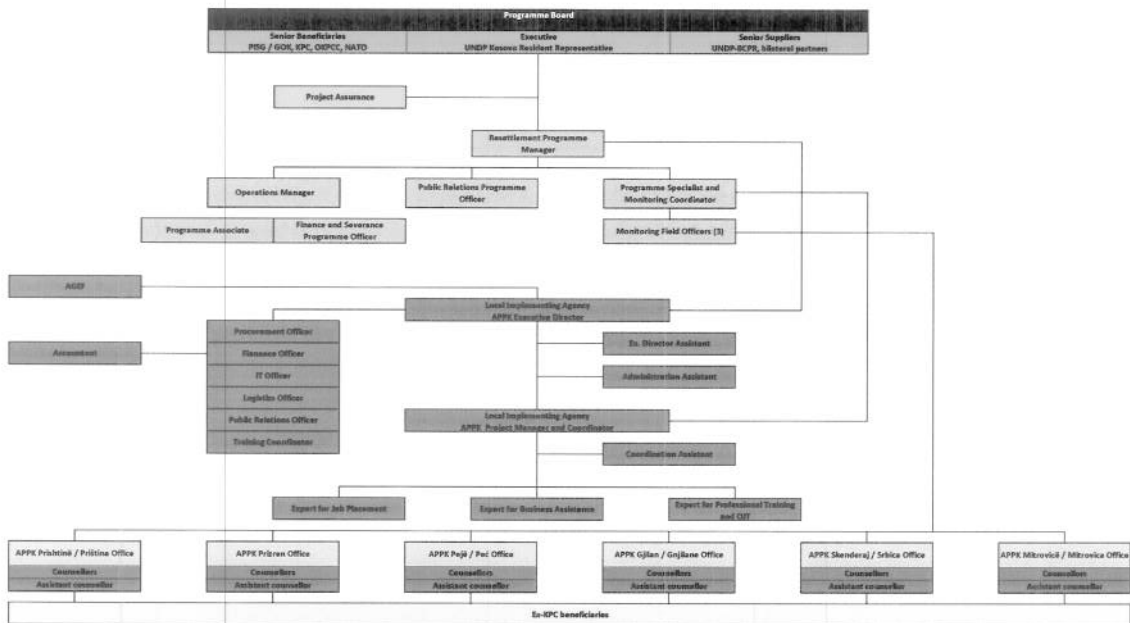 Programme Board
Senior Beneficiaries
PISG / GOK, KPC, OKPCC, NATO
Executive
UNDP Kosovo Resident Representative
Senior Suppliers
UNDP-BCPR, bilateral partners
Project Assurance
Resettlement Programme
Manager
Operations Manager
Public Relations Programme
Officer
Programme Specialist and
Monitoring Coordinator
Programme Associate
Finance and Severance
Programme Officer
Monitoring Field Officers (3)
AGEF
Local Implementing Agency
APPK Executive Director
Procurement Officer
Accountant
Finance Officer
Ex. Director Assistant
IT Officer
Administration Assistant
Logistics Officer
Public Relations Officer
Local Implementing Agency
APPK Project Manager and Coordinator
Training Coordinator
Coordination Assistant
Expert for Job Placement
Expert for Business Assistance
Expert for Professional Training
and OJT
APPK Prishtinë / Priština Office
Counsellors
Assistant counsellor
APPK Prizren Office
Counsellors
Assistant counsellor
APPK Pejë / Peć Office
Counsellors
Assistant counsellor
APPK Gjilan / Gnjilane Office
Counsellors
Assistant counsellor
APPK Skenderaj / Srbica Office
Counsellors
Assistant counsellor
APPK Mitrovicë / Mitrovica Office
Counsellors
Assistant counsellor
Ex-KPC beneficiaries